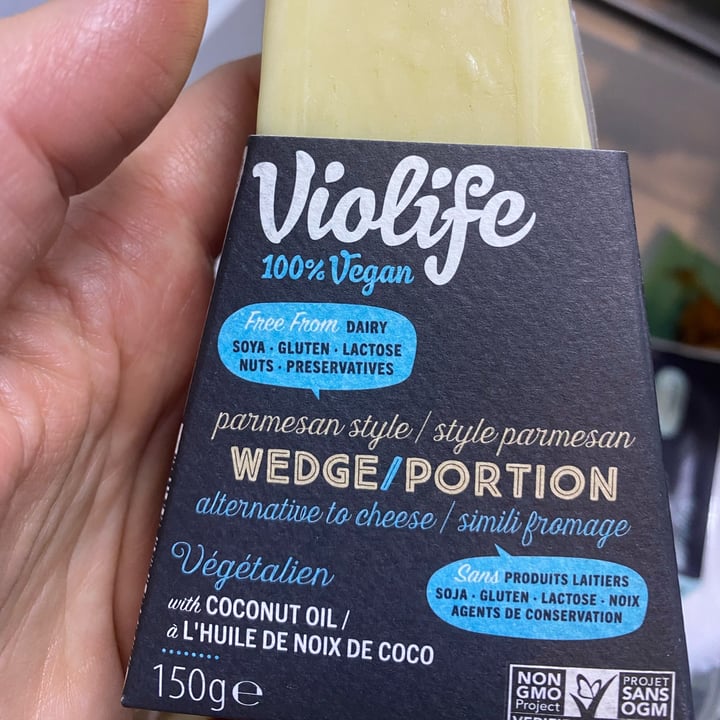 Violife
100% Vegan
Free From DAIRY
SOYA · GLUTEN · LACTOSE
NUTS · PRESERVATIVES
parmesan style / style parmesan
WEDGE/PORTION
alternative to cheese / simili fromage
Végétalien
with COCONUT OIL /
à L'HUILE DE NOIX DE COCO
150g℮
Sans PRODUITS LAITIERS
SOJA · GLUTEN · LACTOSE · NOIX
AGENTS DE CONSERVATION
NON
GMO
Project
VERIFIED
PROJET
SANS
OGM